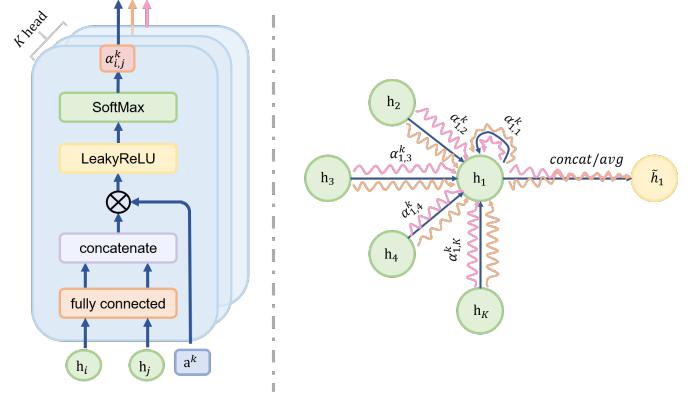 K head
α^k_{i,j}
SoftMax
LeakyReLU
concatenate
fully connected
h_i
h_j
a^k
h_2
α^k_{1,2}
α^k_{1,1}
h_3
α^k_{1,3}
h_1
concat/avg
h̃_1
α^k_{1,4}
h_4
α^k_{1,K}
h_K